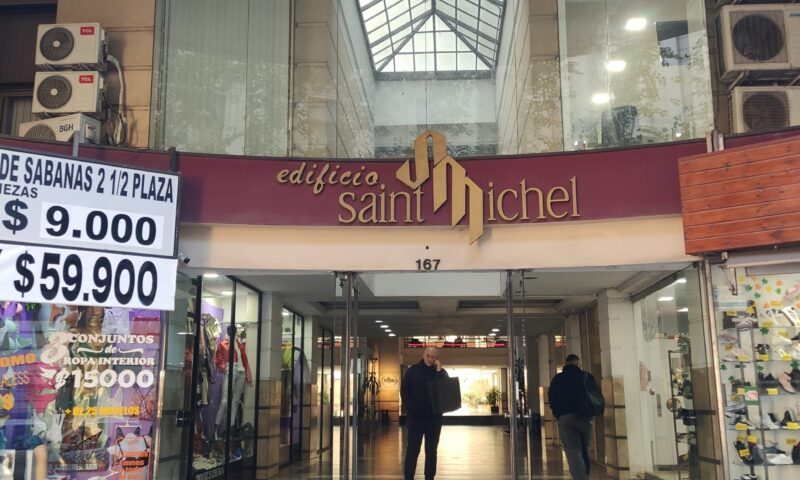 TCL
TCL
BGH
DE SABANAS 2 1/2 PLAZA
$ 9.000
$59.900
edificio
saint Michel
167
CONJUNTOS
de
ROPA INTERIOR
$15000
+ DE 25 MODELOS